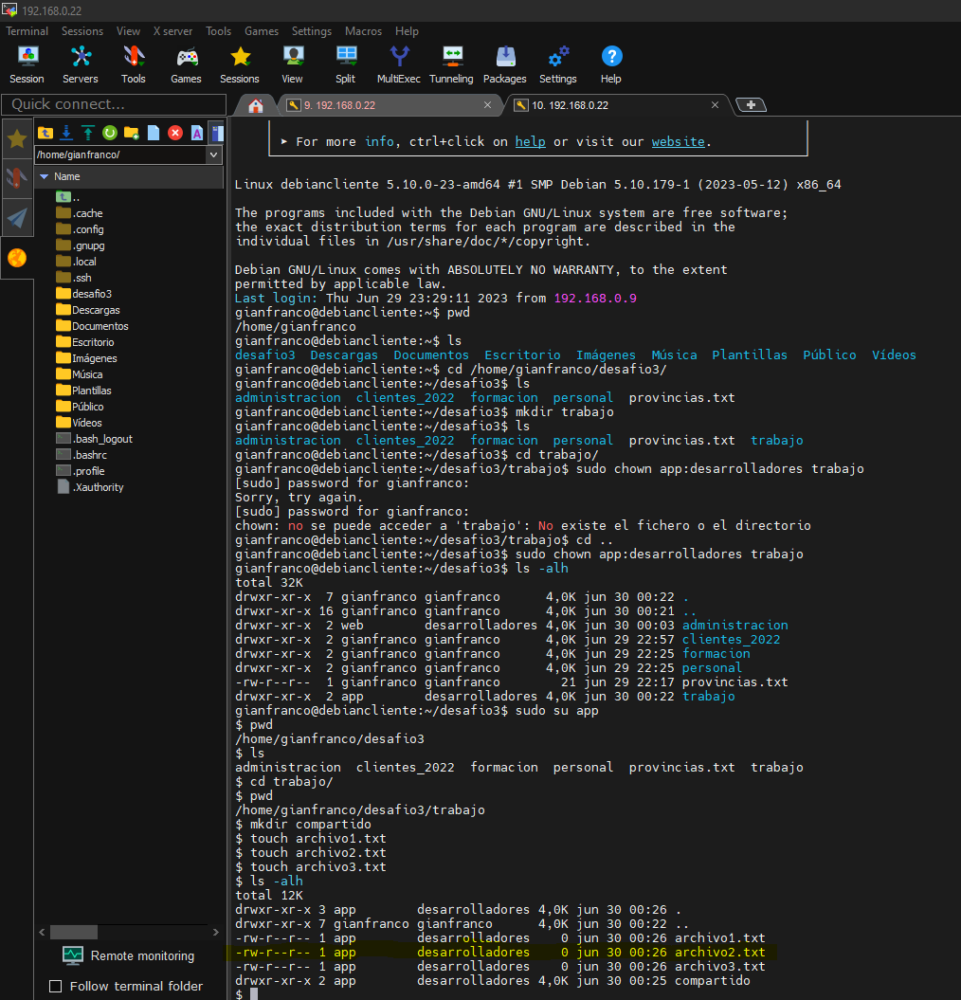 192.168.0.22
Terminal Sessions View X server Tools Games Settings Macros Help
Session Servers Tools Games Sessions View Split MultiExec Tunneling Packages Settings Help
Quick connect...
9. 192.168.0.22
10. 192.168.0.22
/home/gianfranco/
Name
..
.cache
.config
.gnupg
.local
.ssh
desafio3
Descargas
Documentos
Escritorio
Imágenes
Música
Plantillas
Público
Vídeos
.bash_logout
.bashrc
.profile
.Xauthority
Remote monitoring
Follow terminal folder
➤ For more info, ctrl+click on help or visit our website.
Linux debiancliente 5.10.0-23-amd64 #1 SMP Debian 5.10.179-1 (2023-05-12) x86_64
The programs included with the Debian GNU/Linux system are free software;
the exact distribution terms for each program are described in the
individual files in /usr/share/doc/*/copyright.
Debian GNU/Linux comes with ABSOLUTELY NO WARRANTY, to the extent
permitted by applicable law.
Last login: Thu Jun 29 23:29:11 2023 from 192.168.0.9
gianfranco@debiancliente:~$ pwd
/home/gianfranco
gianfranco@debiancliente:~$ ls
desafio3  Descargas  Documentos  Escritorio  Imágenes  Música  Plantillas  Público  Vídeos
gianfranco@debiancliente:~$ cd /home/gianfranco/desafio3/
gianfranco@debiancliente:~/desafio3$ ls
administracion  clientes_2022  formacion  personal  provincias.txt
gianfranco@debiancliente:~/desafio3$ mkdir trabajo
gianfranco@debiancliente:~/desafio3$ ls
administracion  clientes_2022  formacion  personal  provincias.txt  trabajo
gianfranco@debiancliente:~/desafio3$ cd trabajo/
gianfranco@debiancliente:~/desafio3/trabajo$ sudo chown app:desarrolladores trabajo
[sudo] password for gianfranco:
Sorry, try again.
[sudo] password for gianfranco:
chown: no se puede acceder a 'trabajo': No existe el fichero o el directorio
gianfranco@debiancliente:~/desafio3/trabajo$ cd ..
gianfranco@debiancliente:~/desafio3$ sudo chown app:desarrolladores trabajo
gianfranco@debiancliente:~/desafio3$ ls -alh
total 32K
drwxr-xr-x  7 gianfranco gianfranco      4,0K jun 30 00:22 .
drwxr-xr-x 16 gianfranco gianfranco      4,0K jun 30 00:21 ..
drwxr-xr-x  2 web        desarrolladores 4,0K jun 30 00:03 administracion
drwxr-xr-x  2 gianfranco gianfranco      4,0K jun 29 22:57 clientes_2022
drwxr-xr-x  2 gianfranco gianfranco      4,0K jun 29 22:25 formacion
drwxr-xr-x  2 gianfranco gianfranco      4,0K jun 29 22:25 personal
-rw-r--r--  1 gianfranco gianfranco        21 jun 29 22:17 provincias.txt
drwxr-xr-x  2 app        desarrolladores 4,0K jun 30 00:22 trabajo
gianfranco@debiancliente:~/desafio3$ sudo su app
$ pwd
/home/gianfranco/desafio3
$ ls
administracion  clientes_2022  formacion  personal  provincias.txt  trabajo
$ cd trabajo/
$ pwd
/home/gianfranco/desafio3/trabajo
$ mkdir compartido
$ touch archivo1.txt
$ touch archivo2.txt
$ touch archivo3.txt
$ ls -alh
total 12K
drwxr-xr-x 3 app        desarrolladores 4,0K jun 30 00:26 .
drwxr-xr-x 7 gianfranco gianfranco      4,0K jun 30 00:22 ..
-rw-r--r-- 1 app        desarrolladores    0 jun 30 00:26 archivo1.txt
-rw-r--r-- 1 app        desarrolladores    0 jun 30 00:26 archivo2.txt
-rw-r--r-- 1 app        desarrolladores    0 jun 30 00:26 archivo3.txt
drwxr-xr-x 2 app        desarrolladores 4,0K jun 30 00:25 compartido
$